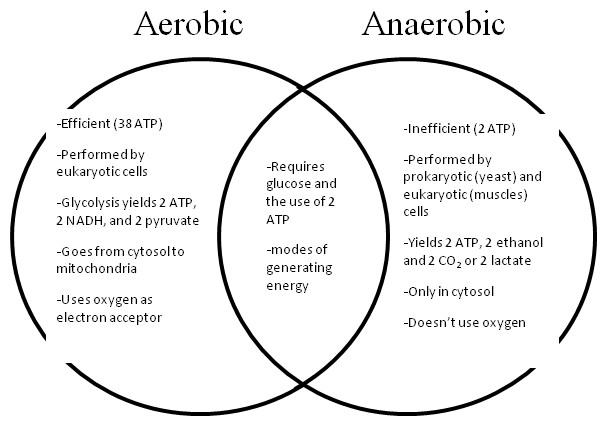 Aerobic
Anaerobic
-Efficient (38 ATP)
-Performed by
eukaryotic cells
-Glycolysis yields 2 ATP,
2 NADH, and 2 pyruvate
-Goes from cytosol to
mitochondria
-Uses oxygen as
electron acceptor
-Requires
glucose and
the use of 2
ATP
-modes of
generating
energy
-Inefficient (2 ATP)
-Performed by
prokaryotic (yeast) and
eukaryotic (muscles)
cells
-Yields 2 ATP, 2 ethanol
and 2 CO₂ or 2 lactate
-Only in cytosol
-Doesn’t use oxygen